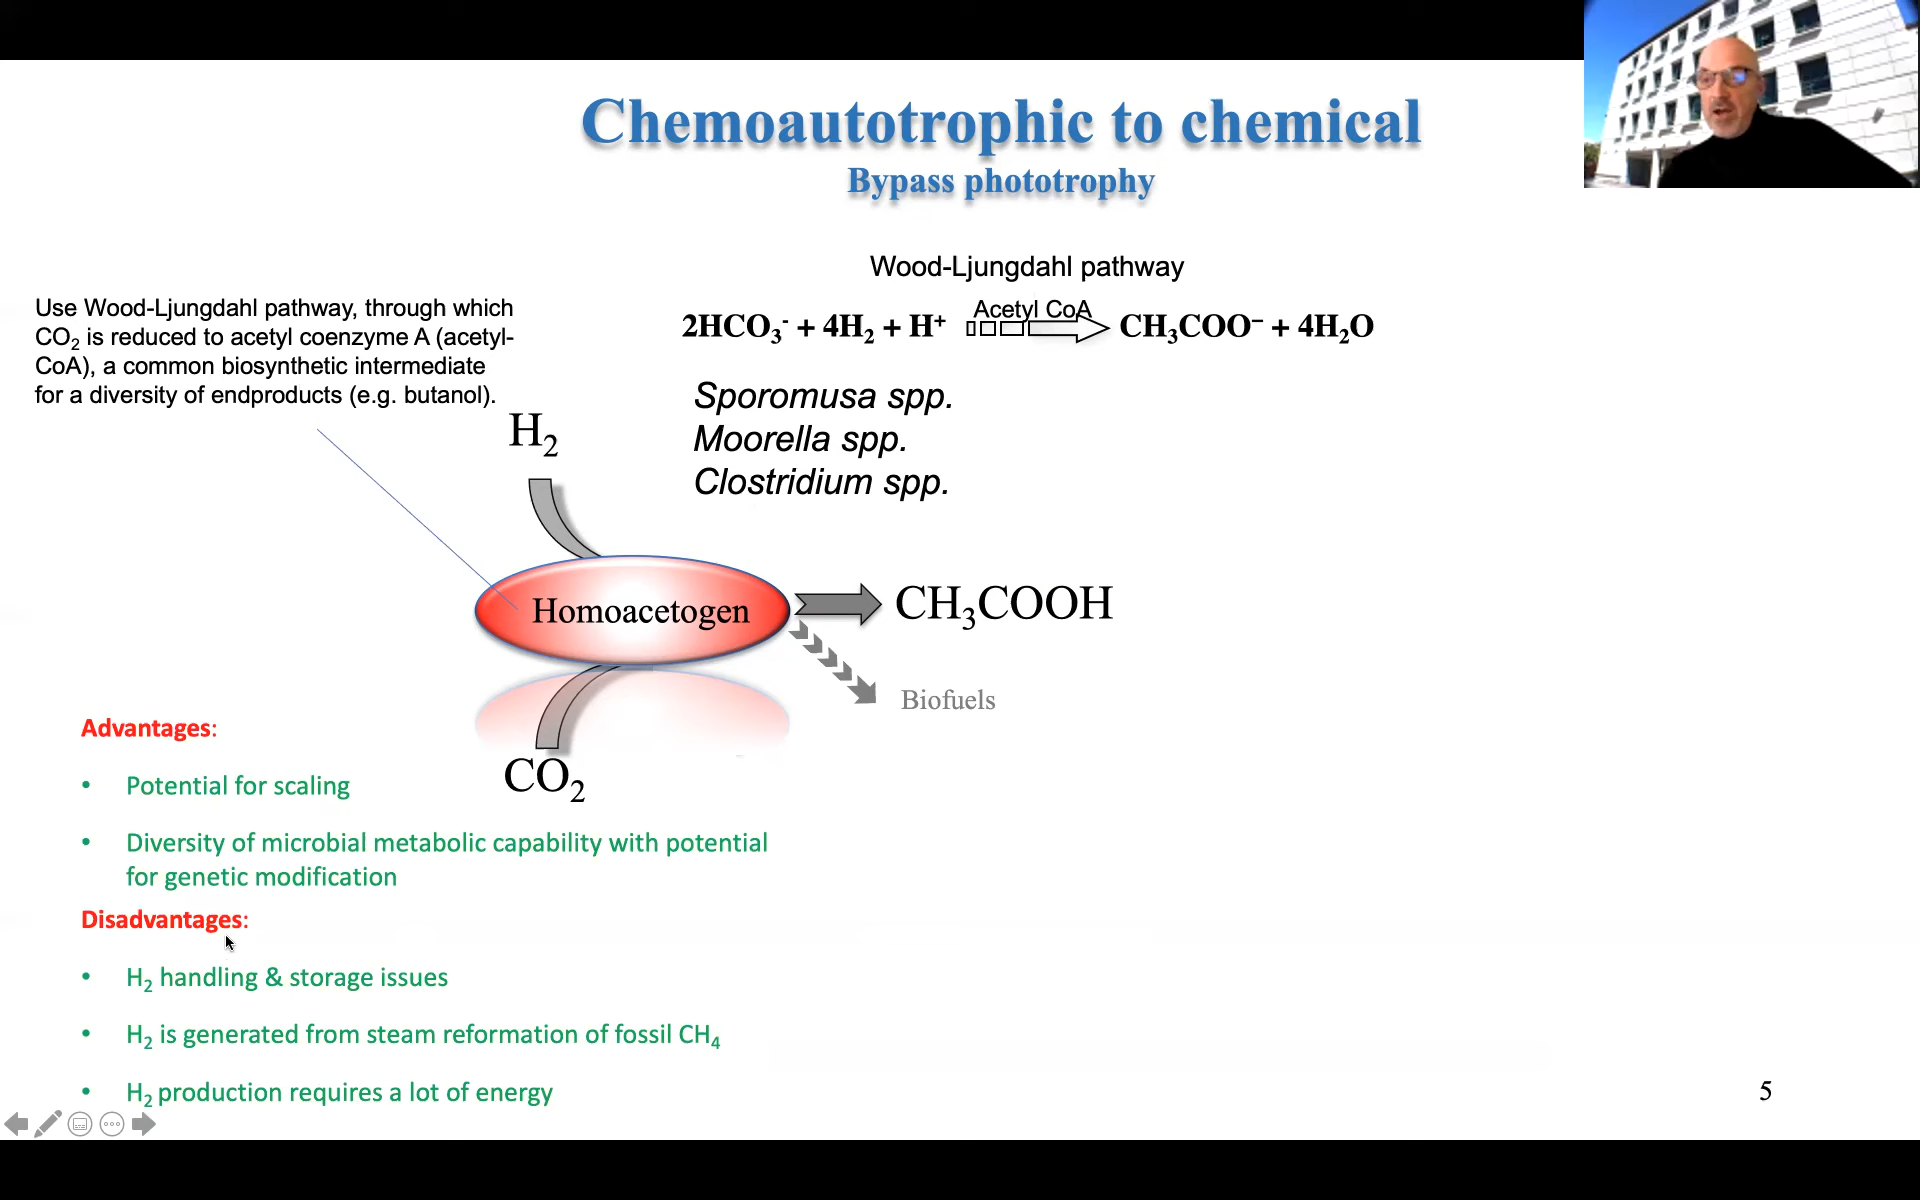 Chemoautotrophic to chemical
Bypass phototrophy
Wood-Ljungdahl pathway
Use Wood-Ljungdahl pathway, through which
CO₂ is reduced to acetyl coenzyme A (acetyl-
CoA), a common biosynthetic intermediate
for a diversity of endproducts (e.g. butanol).
Acetyl CoA
2HCO₃⁻ + 4H₂ + H⁺ CH₃COO⁻ + 4H₂O
Sporomusa spp.
Moorella spp.
Clostridium spp.
H₂
Homoacetogen
CH₃COOH
Biofuels
CO₂
Advantages:
• Potential for scaling
• Diversity of microbial metabolic capability with potential
for genetic modification
Disadvantages:
• H₂ handling & storage issues
• H₂ is generated from steam reformation of fossil CH₄
• H₂ production requires a lot of energy
5